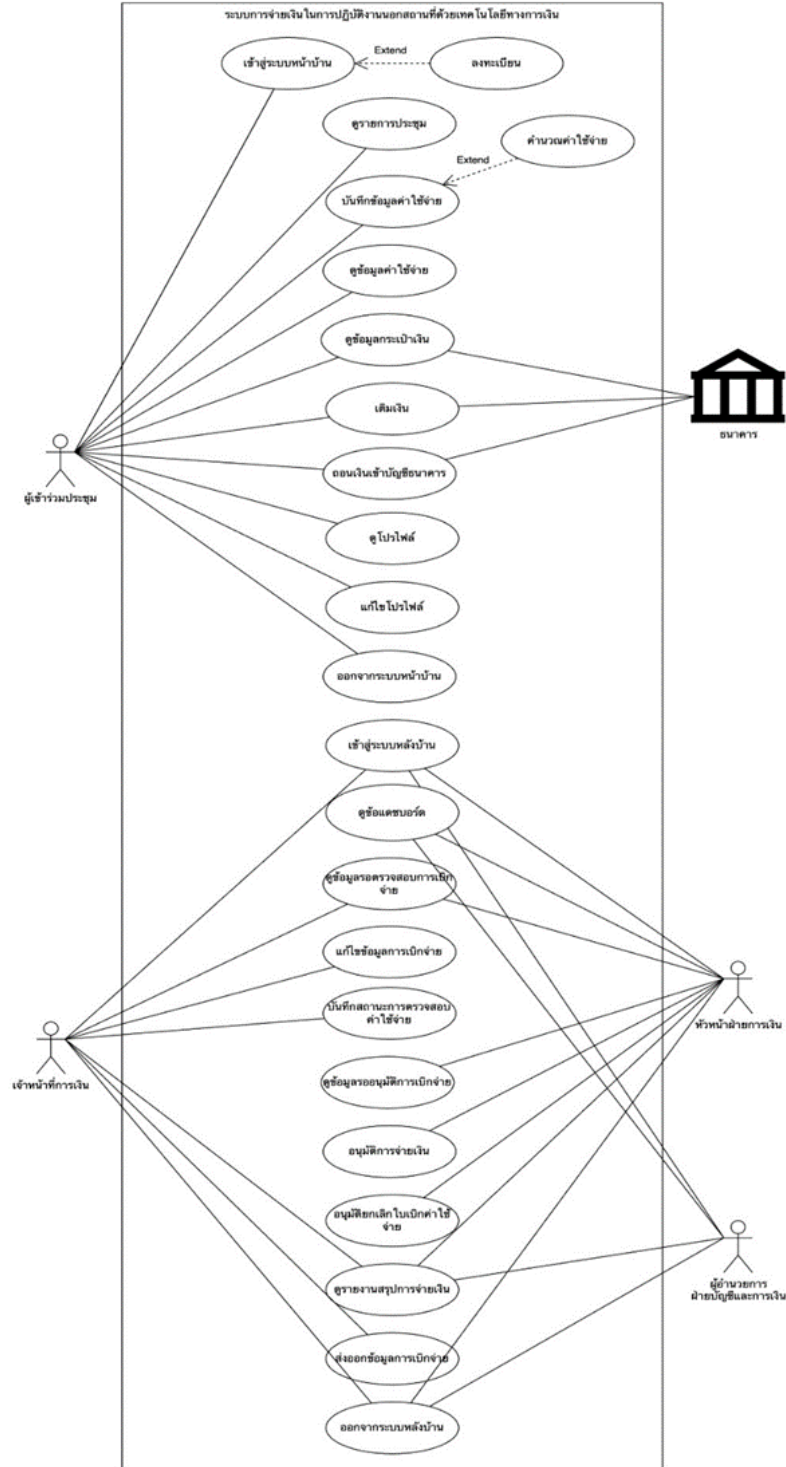 ระบบการจ่ายเงินในการปฏิบัติงานนอกสถานที่ด้วยเทคโนโลยีทางการเงิน
เข้าสู่ระบบหน้าบ้าน
Extend
ลงทะเบียน
ดูรายการประชุม
คำนวณค่าใช้จ่าย
Extend
บันทึกข้อมูลค่าใช้จ่าย
ดูข้อมูลค่าใช้จ่าย
ดูข้อมูลกระเป๋าเงิน
เติมเงิน
ธนาคาร
ถอนเงินเข้าบัญชีธนาคาร
ผู้เข้าร่วมประชุม
ดูโปรไฟล์
แก้ไขโปรไฟล์
ออกจากระบบหน้าบ้าน
เข้าสู่ระบบหลังบ้าน
ดูข้อแดชบอร์ด
ดูข้อมูลรอตรวจสอบการเบิก
จ่าย
แก้ไขข้อมูลการเบิกจ่าย
บันทึกสถานะการตรวจสอบ
ค่าใช้จ่าย
หัวหน้าฝ่ายการเงิน
เจ้าหน้าที่การเงิน
ดูข้อมูลรออนุมัติการเบิกจ่าย
อนุมัติการจ่ายเงิน
อนุมัติยกเลิกใบเบิกค่าใช้
จ่าย
ดูรายงานสรุปการจ่ายเงิน
ผู้อำนวยการ
ฝ่ายบัญชีและการเงิน
ส่งออกข้อมูลการเบิกจ่าย
ออกจากระบบหลังบ้าน